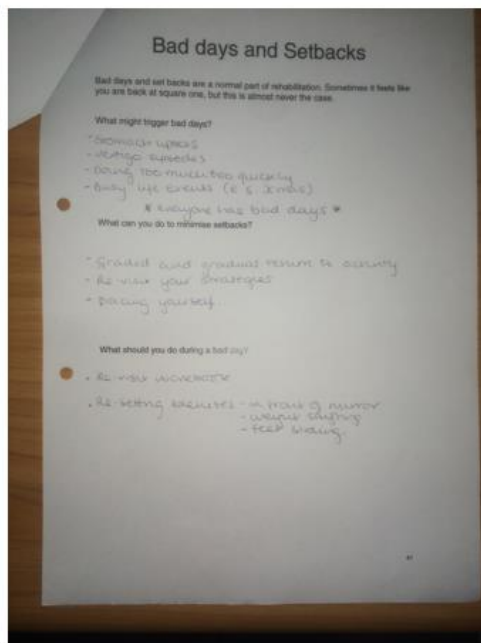 Bad days and Setbacks
Bad days and set backs are a normal part of rehabilitation. Sometimes it feels like
you are back at square one, but this is almost never the case.
What might trigger bad days?
- Stomach upsets
- Vertigo episodes
- Doing too much too quickly
- Busy life events (e.g. Xmas)
* everyone has bad days *
What can you do to minimise setbacks?
- Graded and gradual return to activity
- Re-visit your strategies
- Pacing yourself.
What should you do during a bad day?
• Re-visit workbook
• Re-setting exercises - in front of mirror
- weight shifting
- feet sliding